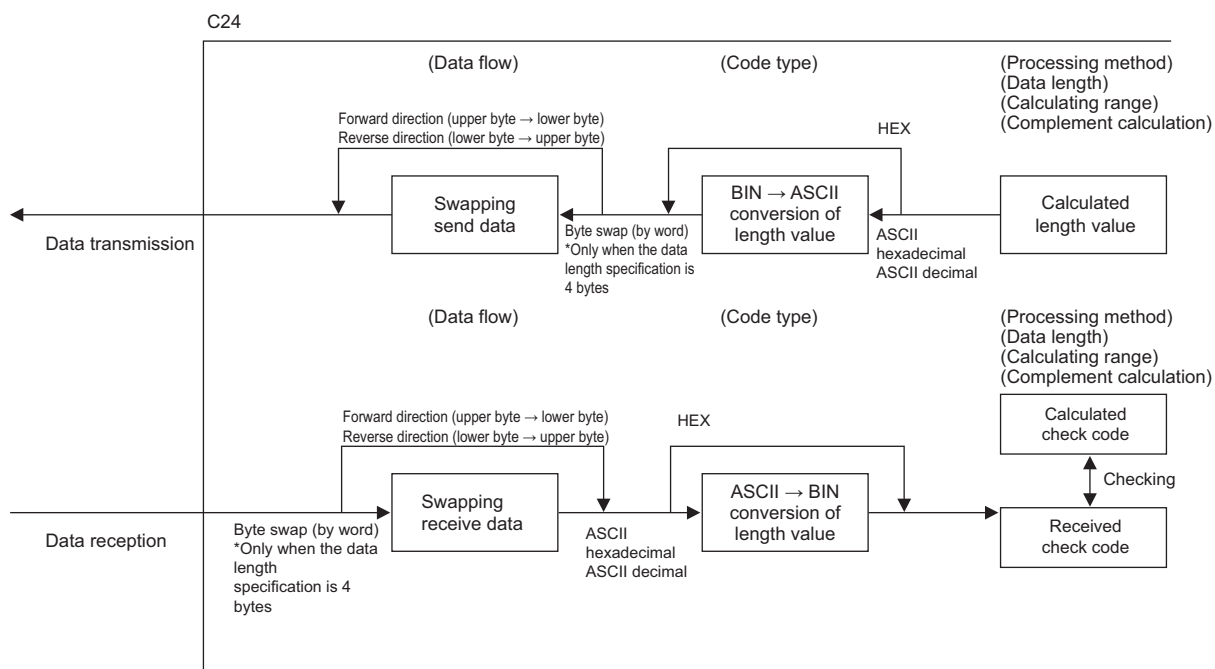 C24
(Data flow)
(Code type)
(Processing method)
(Data length)
(Calculating range)
(Complement calculation)
Forward direction (upper byte → lower byte)
Reverse direction (lower byte → upper byte)
HEX
Swapping
send data
BIN → ASCII
conversion of
length value
Calculated
length value
Data transmission
Byte swap (by word)
*Only when the data
length specification is
4 bytes
ASCII
hexadecimal
ASCII decimal
(Data flow)
(Code type)
(Processing method)
(Data length)
(Calculating range)
(Complement calculation)
Forward direction (upper byte → lower byte)
Reverse direction (lower byte → upper byte)
HEX
Calculated
check code
Checking
Swapping
receive data
ASCII → BIN
conversion of
length value
Received
check code
Data reception
Byte swap (by word)
*Only when the data
length
specification is 4
bytes
ASCII
hexadecimal
ASCII decimal